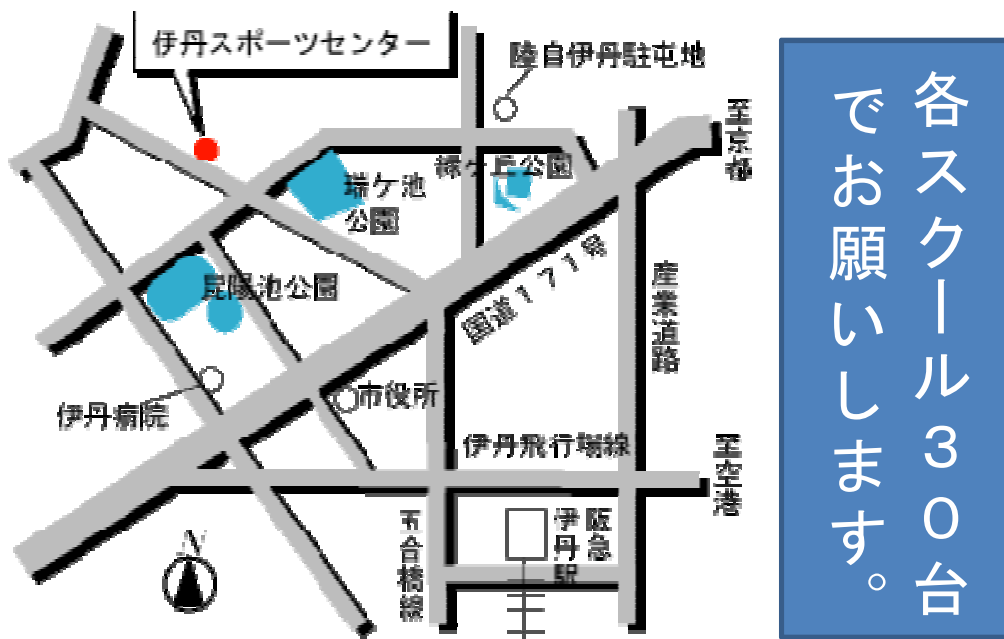 伊丹スポーツセンター
陸自伊丹駐屯地
至京都
緑ケ丘公園
瑞ケ池
公園
昆陽池公園
国道171号
産業道路
伊丹病院
市役所
伊丹飛行場線
至空港
五合橋線
阪急
伊丹駅
N
各スクール30台
でお願いします。